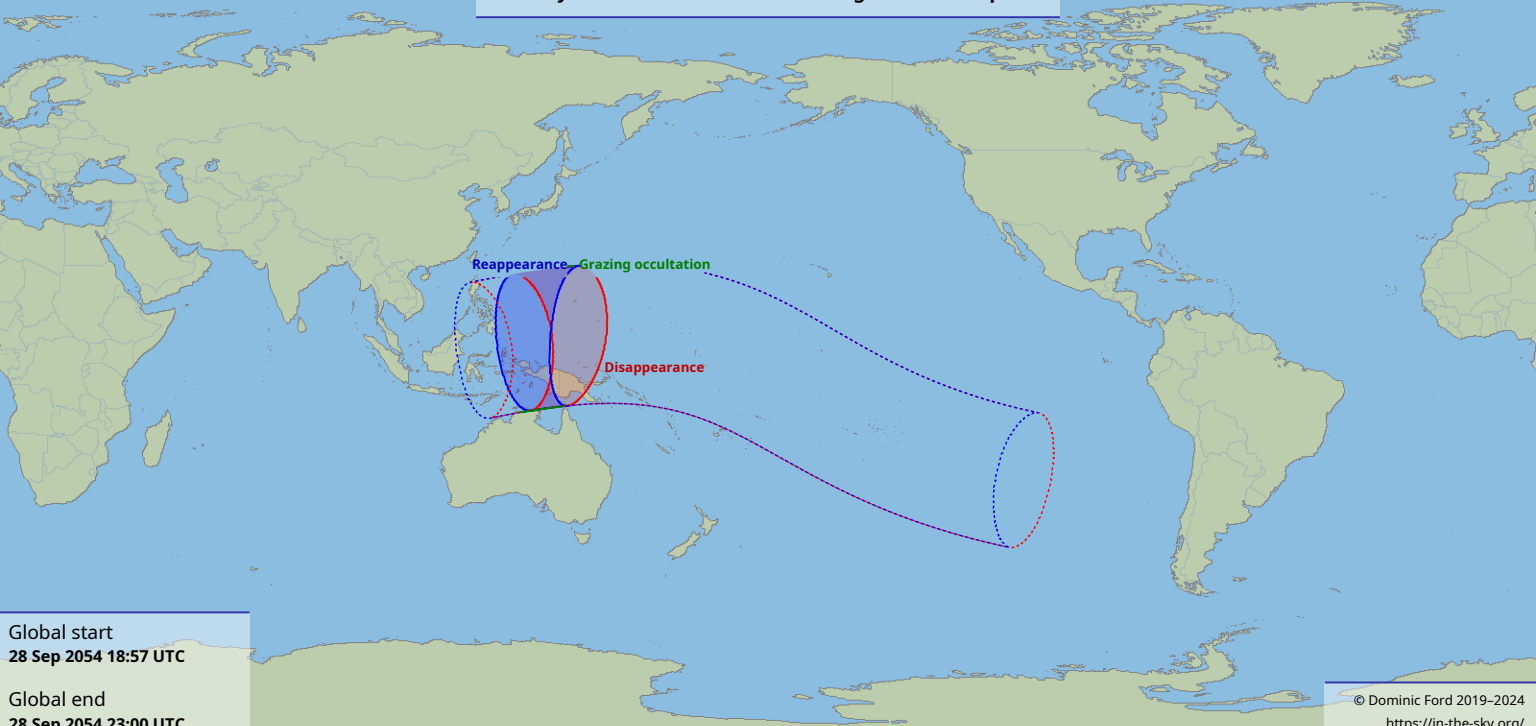 Reappearance
Grazing occultation
Disappearance
Global start
28 Sep 2054 18:57 UTC
Global end
28 Sep 2054 23:00 UTC
© Dominic Ford 2019–2024
https://in-the-sky.org/